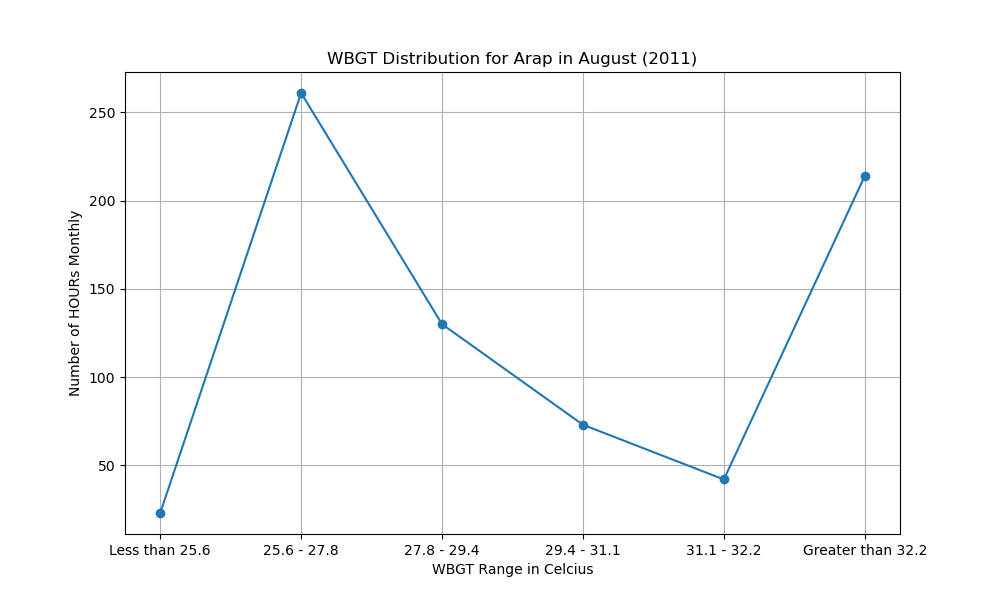 WBGT Distribution for Arap in August (2011)
Number of HOURs Monthly
250
200
150
100
50
Less than 25.6
25.6 - 27.8
27.8 - 29.4
29.4 - 31.1
31.1 - 32.2
Greater than 32.2
WBGT Range in Celcius